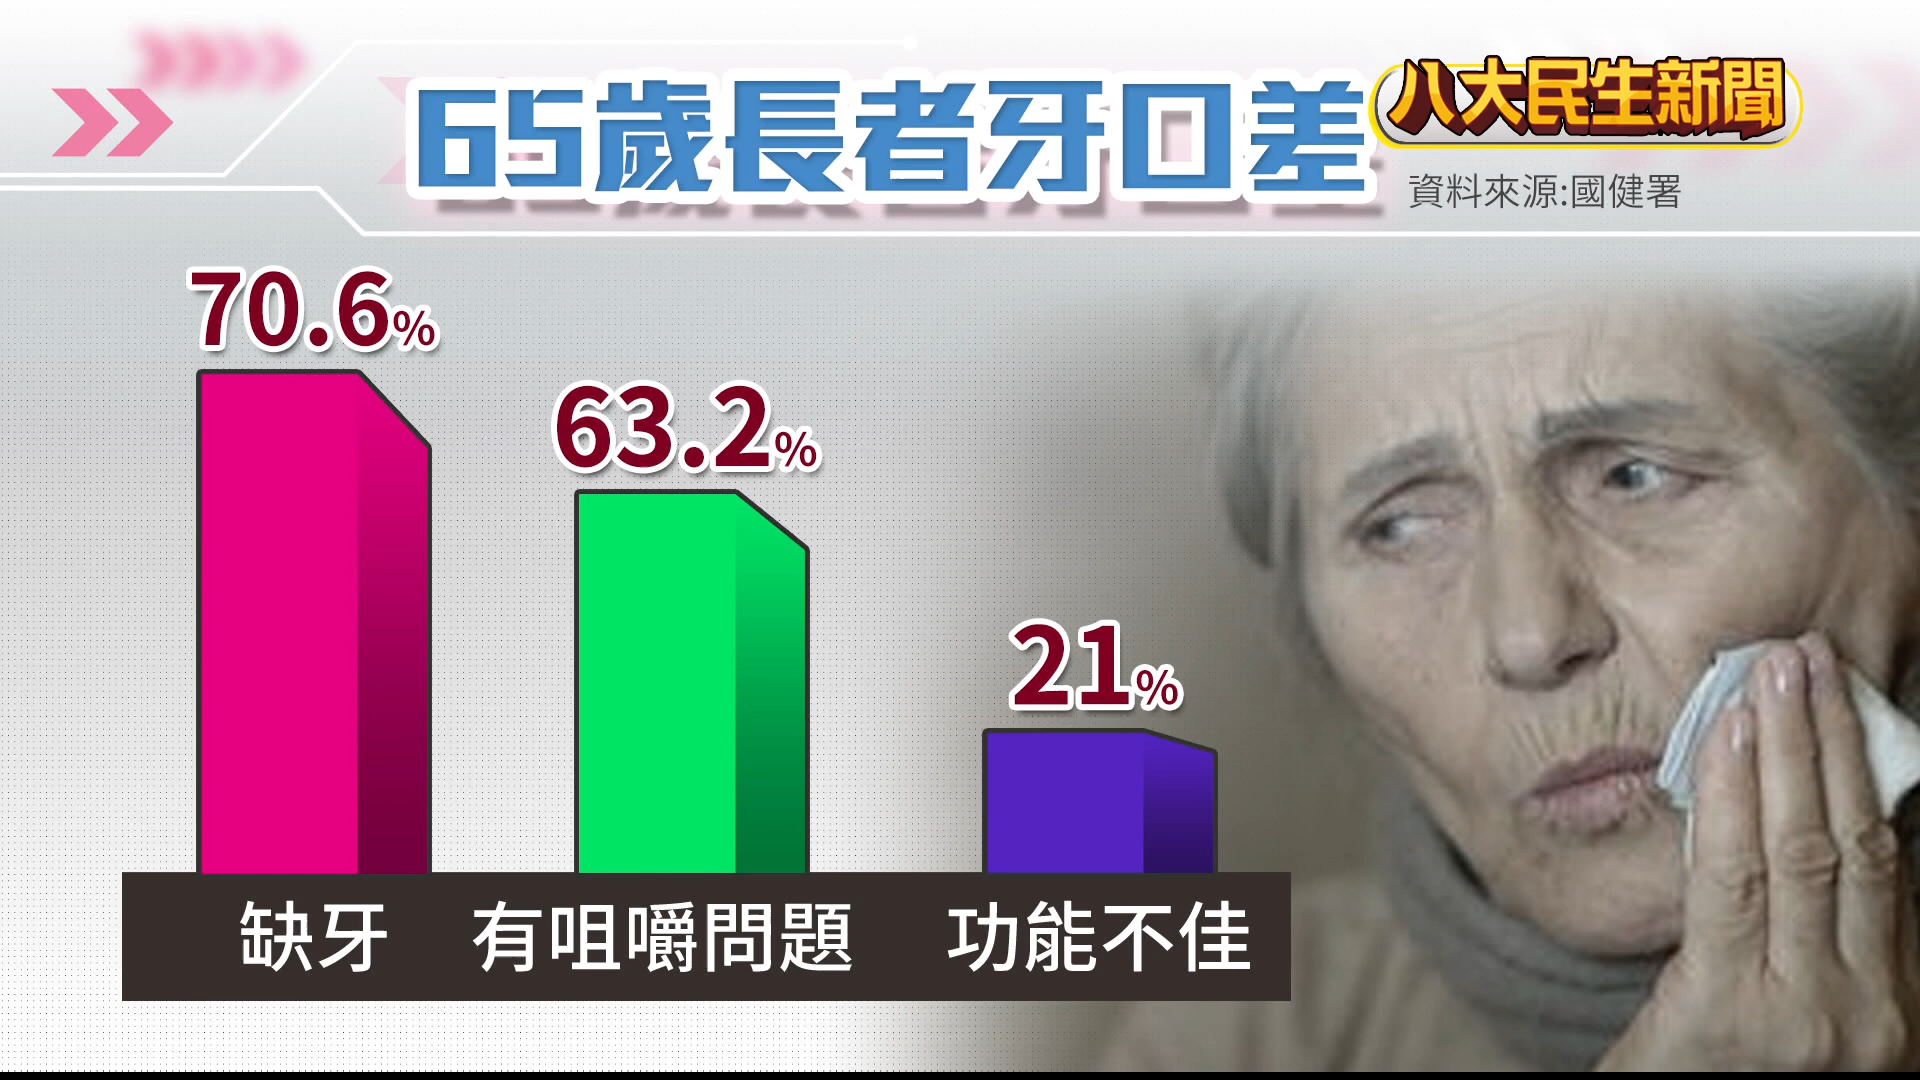 65歲長者牙口差
八大民生新聞
資料來源:國健署
70.6%
63.2%
21%
缺牙 有咀嚼問題 功能不佳